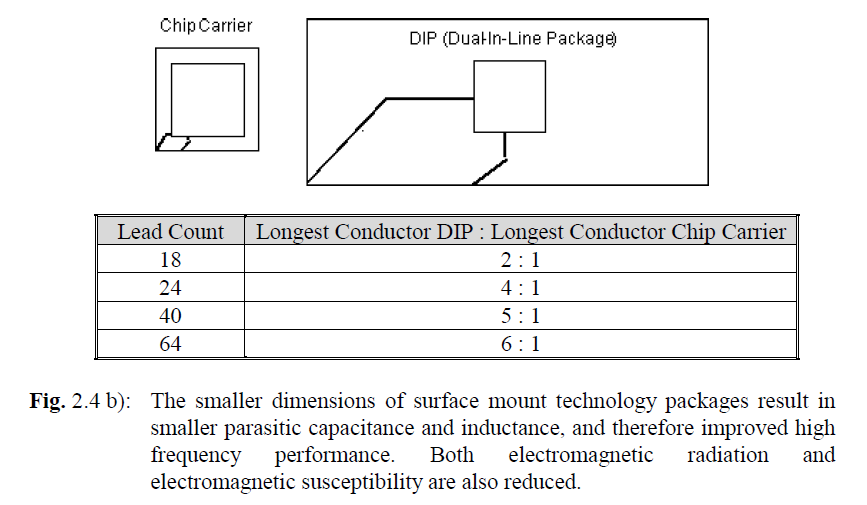 Chip Carrier
DIP (Dual-In-Line Package)
Lead Count Longest Conductor DIP : Longest Conductor Chip Carrier
18 2 : 1
24 4 : 1
40 5 : 1
64 6 : 1
Fig. 2.4 b): The smaller dimensions of surface mount technology packages result in
smaller parasitic capacitance and inductance, and therefore improved high
frequency performance. Both electromagnetic radiation and
electromagnetic susceptibility are also reduced.